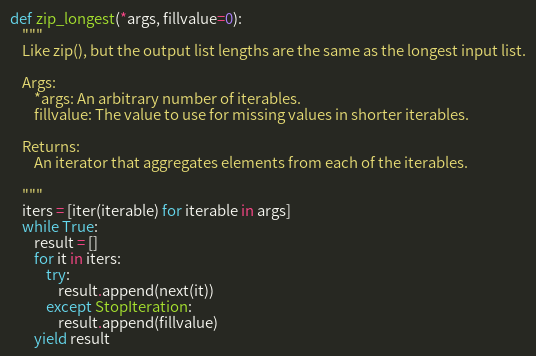 def zip_longest(*args, fillvalue=0):
    """
    Like zip(), but the output list lengths are the same as the longest input list.

    Args:
        *args: An arbitrary number of iterables.
        fillvalue: The value to use for missing values in shorter iterables.

    Returns:
        An iterator that aggregates elements from each of the iterables.

    """
    iters = [iter(iterable) for iterable in args]
    while True:
        result = []
        for it in iters:
            try:
                result.append(next(it))
            except StopIteration:
                result.append(fillvalue)
        yield result